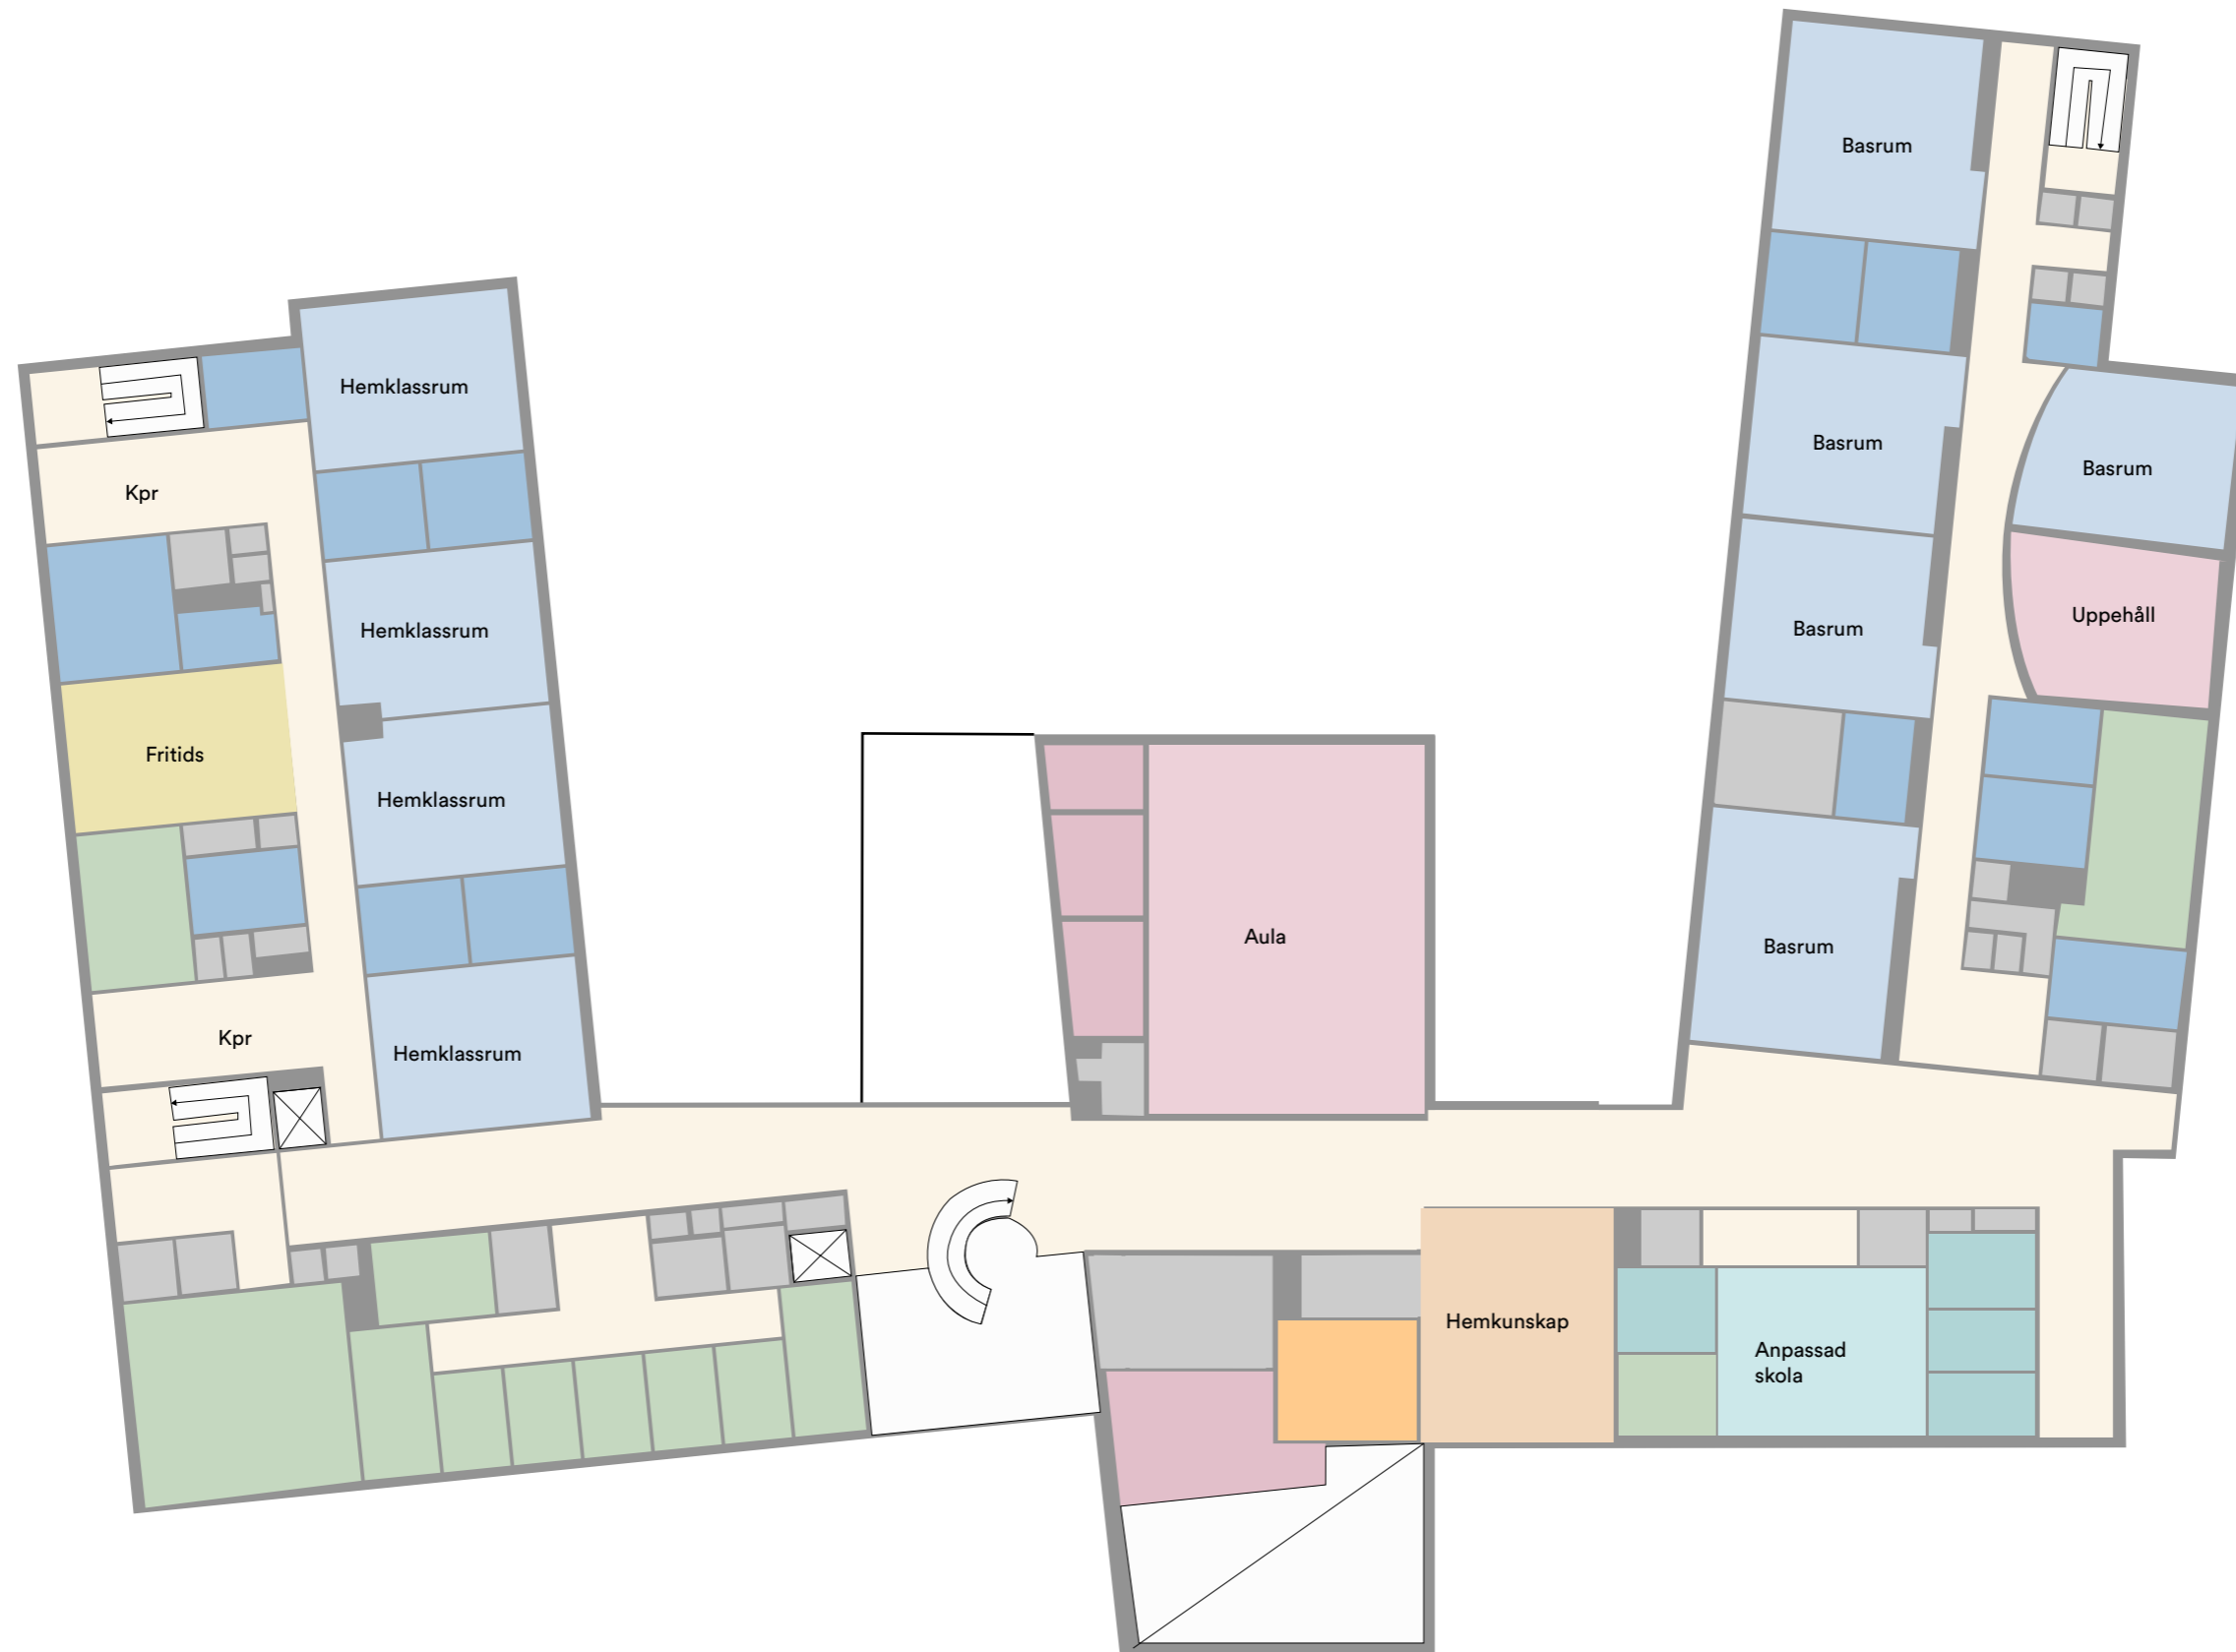 Basrum
Hemklassrum
Basrum
Basrum
Kpr
Hemklassrum
Basrum
Uppehåll
Fritids
Hemklassrum
Aula
Basrum
Kpr
Hemklassrum
Hemkunskap
Anpassad
skola